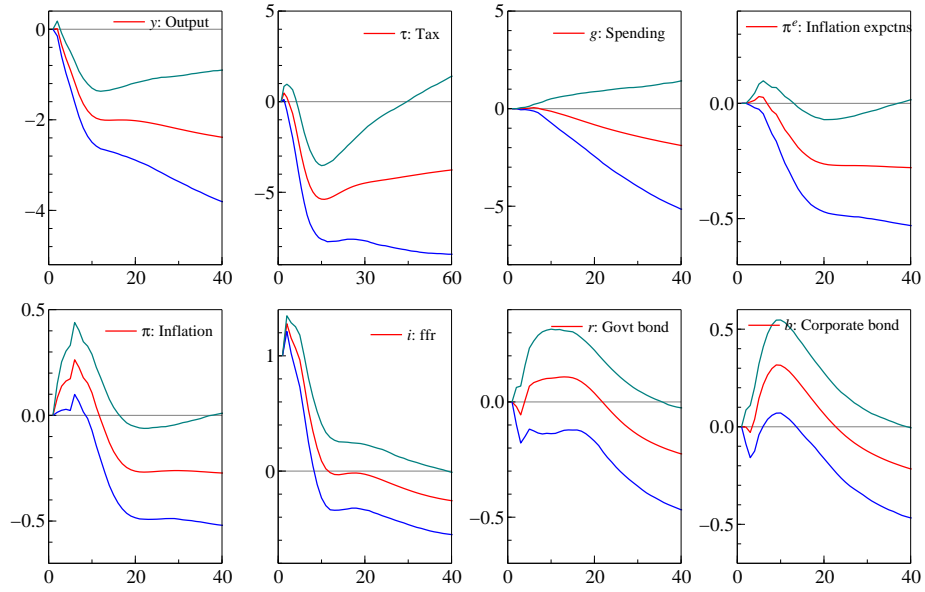 y: Output
0
−2
−4
0 20 40
τ: Tax
5
0
−5
0 30 60
g: Spending
5
0
−5
0 20 40
πᵉ: Inflation expctns
0.0
−0.5
0 20 40
π: Inflation
0.5
0.0
−0.5
0 20 40
i: ffr
1
0
0 20 40
r: Govt bond
0.0
−0.5
0 20 40
b: Corporate bond
0.5
0.0
−0.5
0 20 40